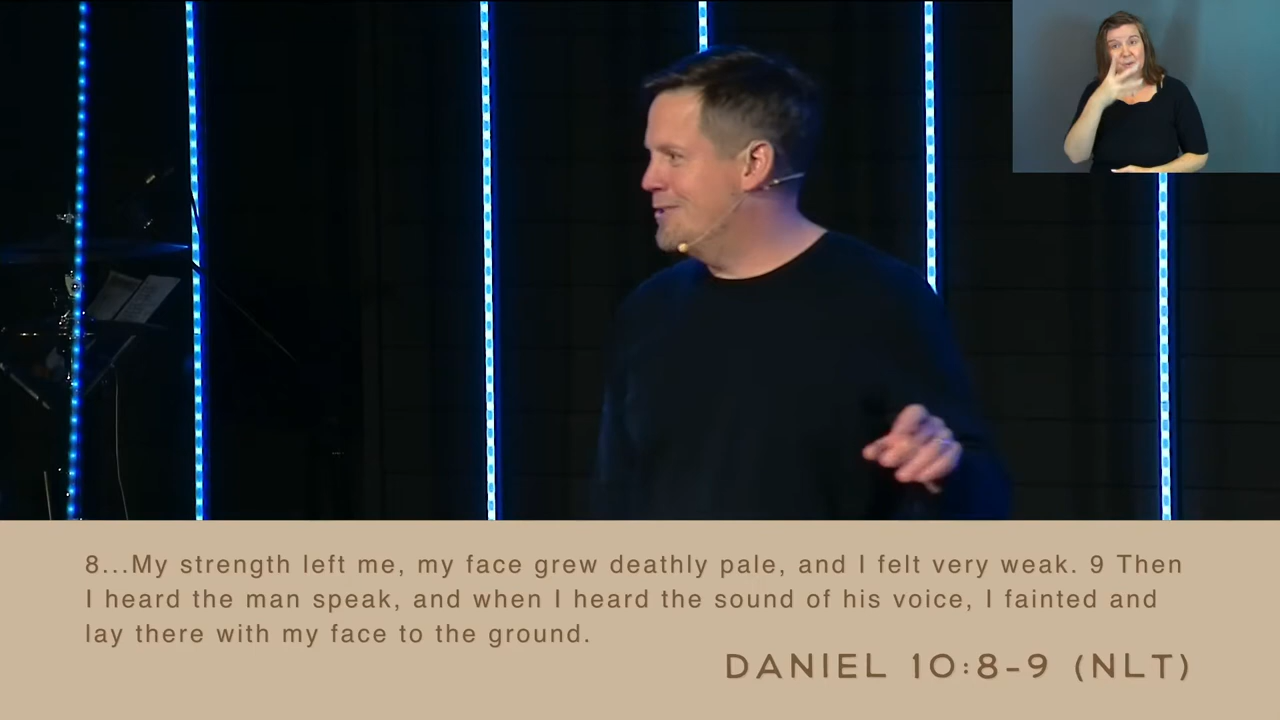 8...My strength left me, my face grew deathly pale, and I felt very weak. 9 Then
I heard the man speak, and when I heard the sound of his voice, I fainted and
lay there with my face to the ground.
DANIEL 10:8-9 (NLT)